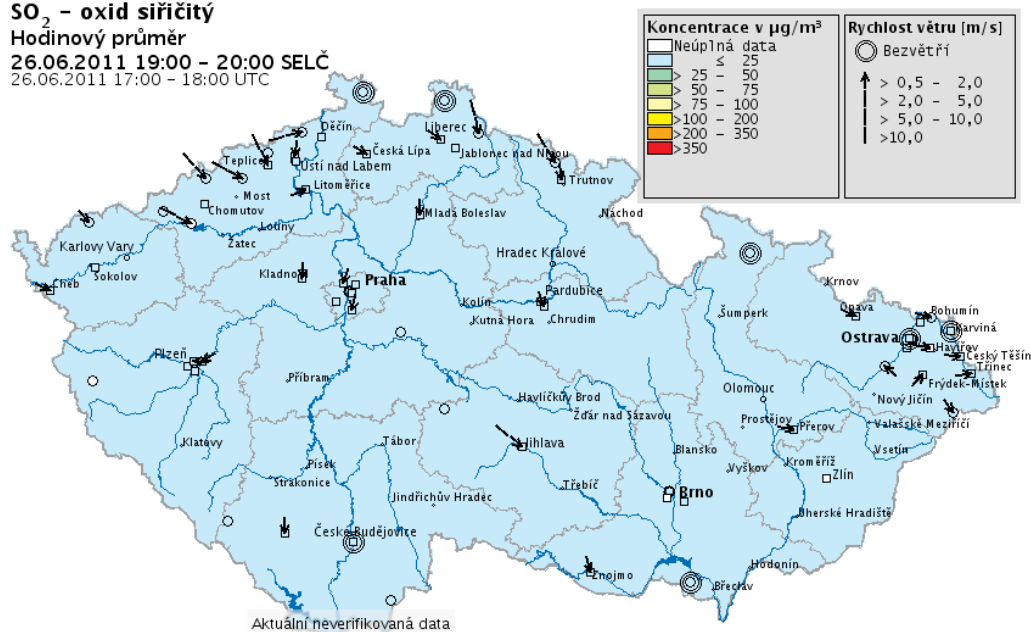 SO2 – oxid siřičitý
Hodinový průměr
26.06.2011 19:00 – 20:00 SELČ
26.06.2011 17:00 – 18:00 UTC
Koncentrace v µg/m³
Neúplná data
≤ 25
> 25 – 50
> 50 – 75
> 75 – 100
>100 – 200
>200 – 350
>350
Rychlost větru [m/s]
Bezvětří
> 0,5 – 2,0
> 2,0 – 5,0
> 5,0 – 10,0
>10,0
Děčín
Liberec
Teplice
Česká Lípa
Jablonec nad Nisou
Ústí nad Labem
Litoměřice
Trutnov
Most
Chomutov
Mladá Boleslav
Náchod
Louny
Žatec
Karlovy Vary
Hradec Králové
Sokolov
Kladno
Praha
Cheb
Krnov
Pardubice
Kolín
Opava
Bohumín
Kutná Hora
Chrudim
Šumperk
Karviná
Ostrava
Havířov
Plzeň
Český Těšín
Třinec
Příbram
Olomouc
Frýdek-Místek
Havlíčkův Brod
Nový Jičín
Žďár nad Sázavou
Prostějov
Přerov
Valašské Meziříčí
Klatovy
Tábor
Jihlava
Blansko
Vsetín
Písek
Vyškov
Kroměříž
Zlín
Strakonice
Třebíč
Brno
Jindřichův Hradec
Uherské Hradiště
České Budějovice
Hodonín
Znojmo
Břeclav
Aktuální neverifikovaná data